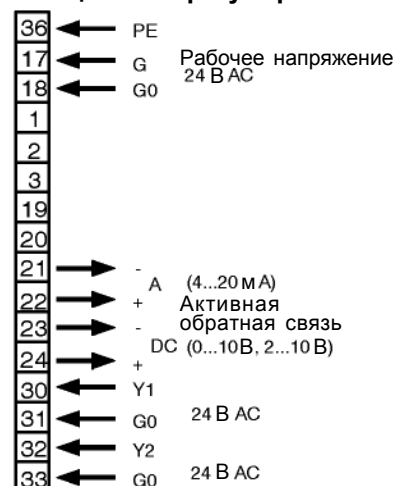 36 PE
17 G Рабочее напряжение
18 G0 24 В AC
1
2
3
19
20
21 -
A (4...20 мA)
22 + Активная
23 - обратная связь
DC (0...10В, 2...10 В)
24 +
30 Y1
31 G0 24 В AC
32 Y2
33 G0 24 В AC